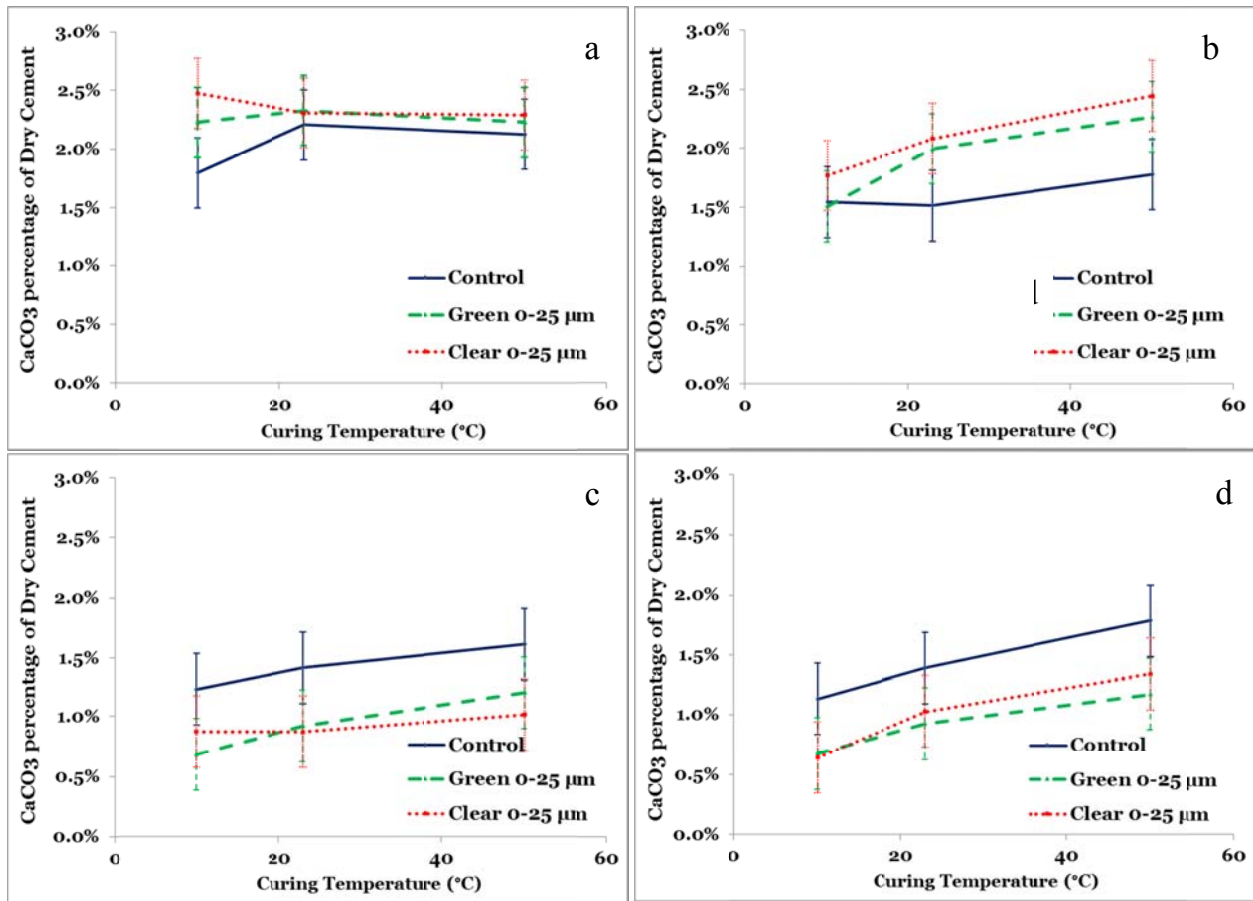 a
CaCO3 percentage of Dry Cement
3.0%
2.5%
2.0%
1.5%
1.0%
0.5%
0.0%
Control
Green 0-25 µm
Clear 0-25 µm
0 20 40 60
Curing Temperature (°C)
b
CaCO3 percentage of Dry Cement
3.0%
2.5%
2.0%
1.5%
1.0%
0.5%
0.0%
Control
Green 0-25 µm
Clear 0-25 µm
0 20 40 60
Curing Temperature (°C)
c
CaCO3 percentage of Dry Cement
3.0%
2.5%
2.0%
1.5%
1.0%
0.5%
0.0%
Control
Green 0-25 µm
Clear 0-25 µm
0 20 40 60
Curing Temperature (°C)
d
CaCO3 percentage of Dry Cement
3.0%
2.5%
2.0%
1.5%
1.0%
0.5%
0.0%
Control
Green 0-25 µm
Clear 0-25 µm
0 20 40 60
Curing Temperature (°C)